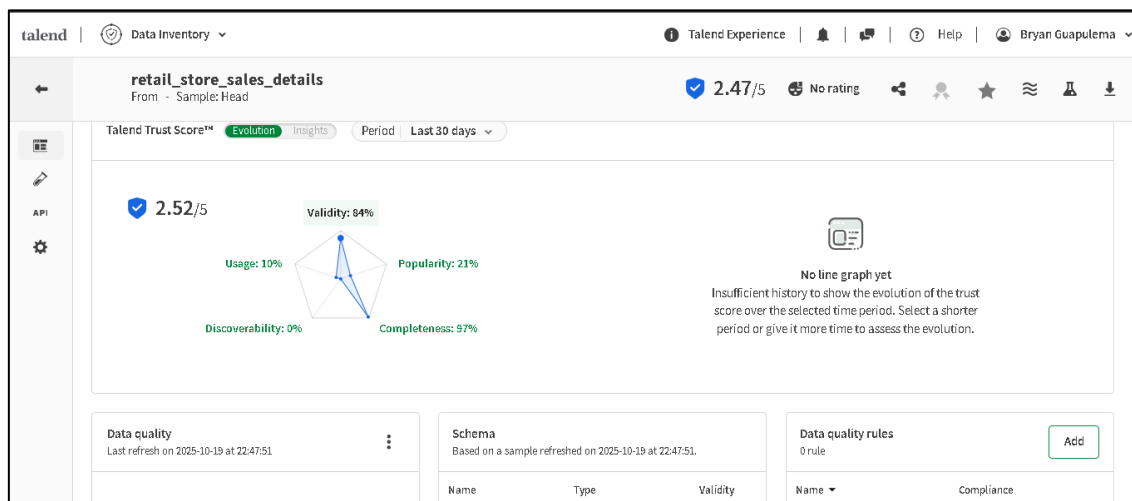 talend
Data Inventory
Talend Experience
Help
Bryan Guapulema
retail_store_sales_details
From - Sample: Head
2.47/5
No rating
Talend Trust Score™
Evolution
Insights
Period
Last 30 days
API
2.52/5
Validity: 84%
Usage: 10%
Popularity: 21%
Discoverability: 0%
Completeness: 97%
No line graph yet
Insufficient history to show the evolution of the trust
score over the selected time period. Select a shorter
period or give it more time to assess the evolution.
Data quality
Last refresh on 2025-10-19 at 22:47:51
Schema
Based on a sample refreshed on 2025-10-19 at 22:47:51.
Name Type Validity
Data quality rules
0 rule
Add
Name Compliance